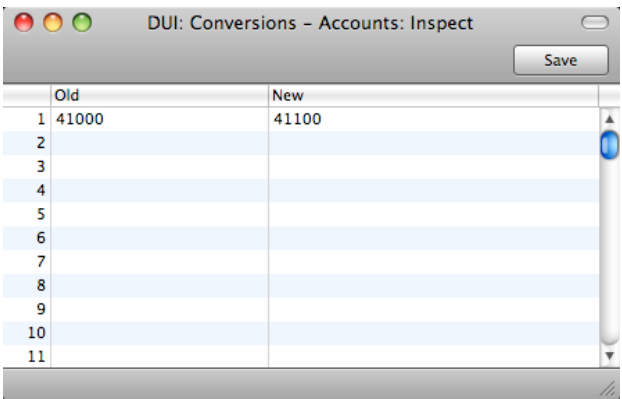 DUI: Conversions – Accounts: Inspect
Save
Old New
1 41000 41100
2
3
4
5
6
7
8
9
10
11